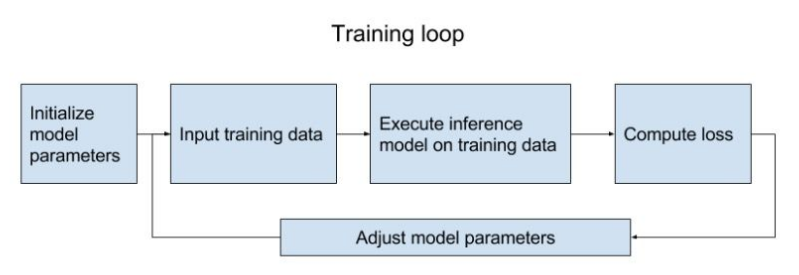 Training loop
Initialize
model
parameters
Input training data
Execute inference
model on training data
Compute loss
Adjust model parameters